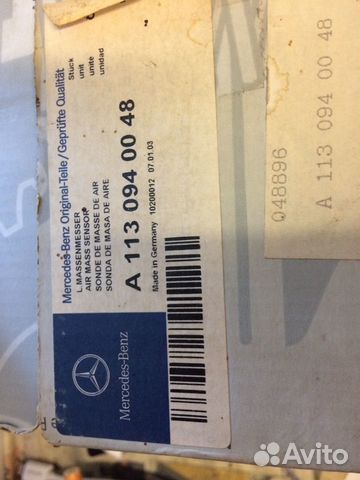 Mercedes-Benz Original-Teile/Geprüfte Qualität
Stuck
unit
unite
unidad
L.MASSENMESSER
AIR MASS SENSOR
SONDE DE MASSE DE AIR
SONDA DE MASA DE AIRE
A 113 094 00 48
Made in Germany 10200012 07.01.03
Mercedes-Benz
048896
A 113 094 00 48
Avito